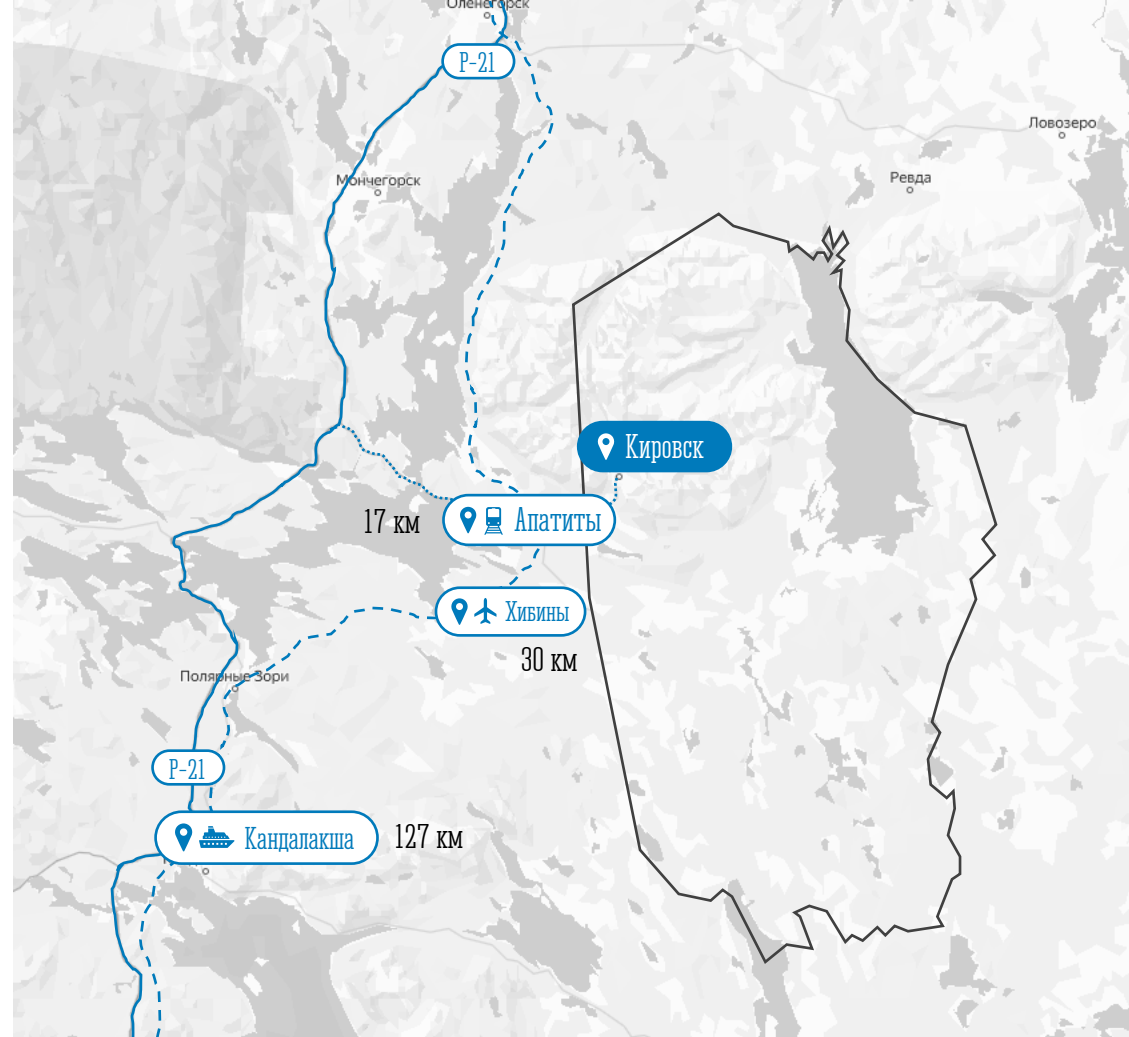 Оленегорск
Р-21
Ловозеро
Мончегорск
Ревда
Кировск
17 км
Апатиты
Хибины
30 км
Полярные Зори
Р-21
Кандалакша
127 км